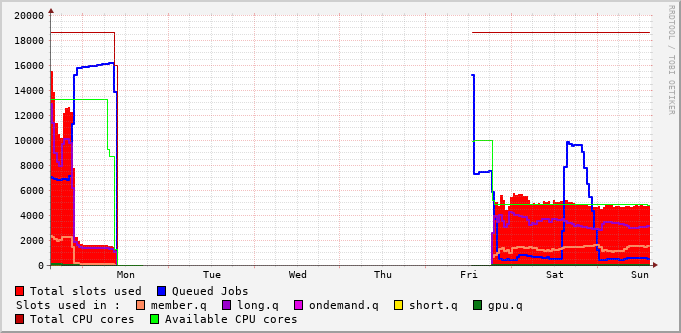 20000
18000
16000
14000
12000
10000
8000
6000
4000
2000
0
Mon Tue Wed Thu Fri Sat Sun
RRDTOOL / TOBI OETIKER
Total slots used Queued Jobs
Slots used in : member.q long.q ondemand.q short.q gpu.q
Total CPU cores Available CPU cores